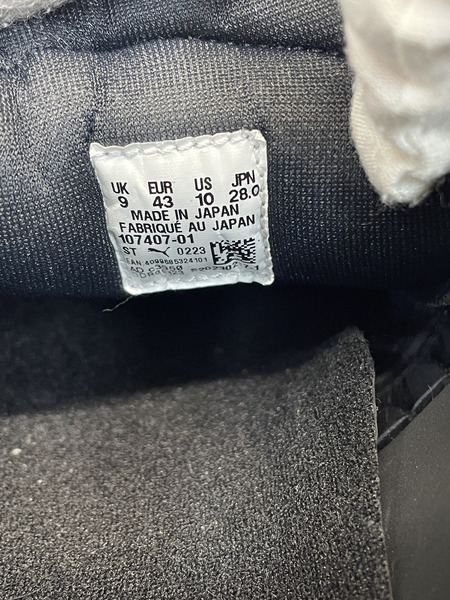 UK EUR US JPN
9 43 10 28.0
MADE IN JAPAN
FABRIQUÉ AU JAPAN
107407-01
ST 0223
EAN:4099685324101